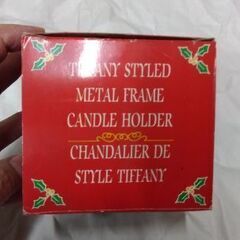 TIFFANY STYLED
METAL FRAME
CANDLE HOLDER
CHANDALIER DE
STYLE TIFFANY